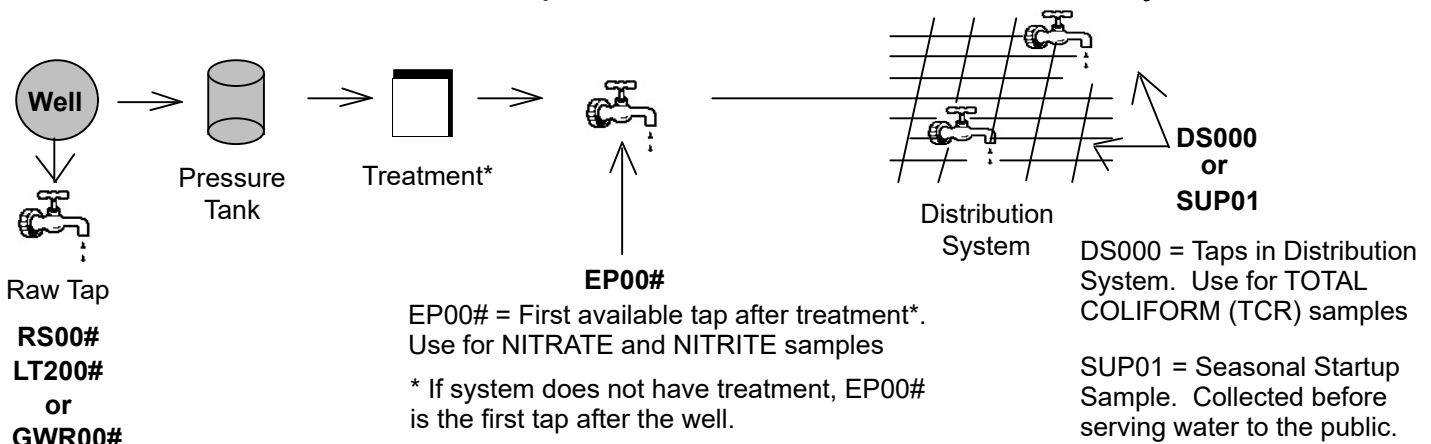 Well
Pressure
Tank
Treatment*
Raw Tap
RS00#
LT200#
or
GWR00#
EP00#
EP00# = First available tap after treatment*.
Use for NITRATE and NITRITE samples
* If system does not have treatment, EP00#
is the first tap after the well.
Distribution
System
DS000
or
SUP01
DS000 = Taps in Distribution
System. Use for TOTAL
COLIFORM (TCR) samples
SUP01 = Seasonal Startup
Sample. Collected before
serving water to the public.